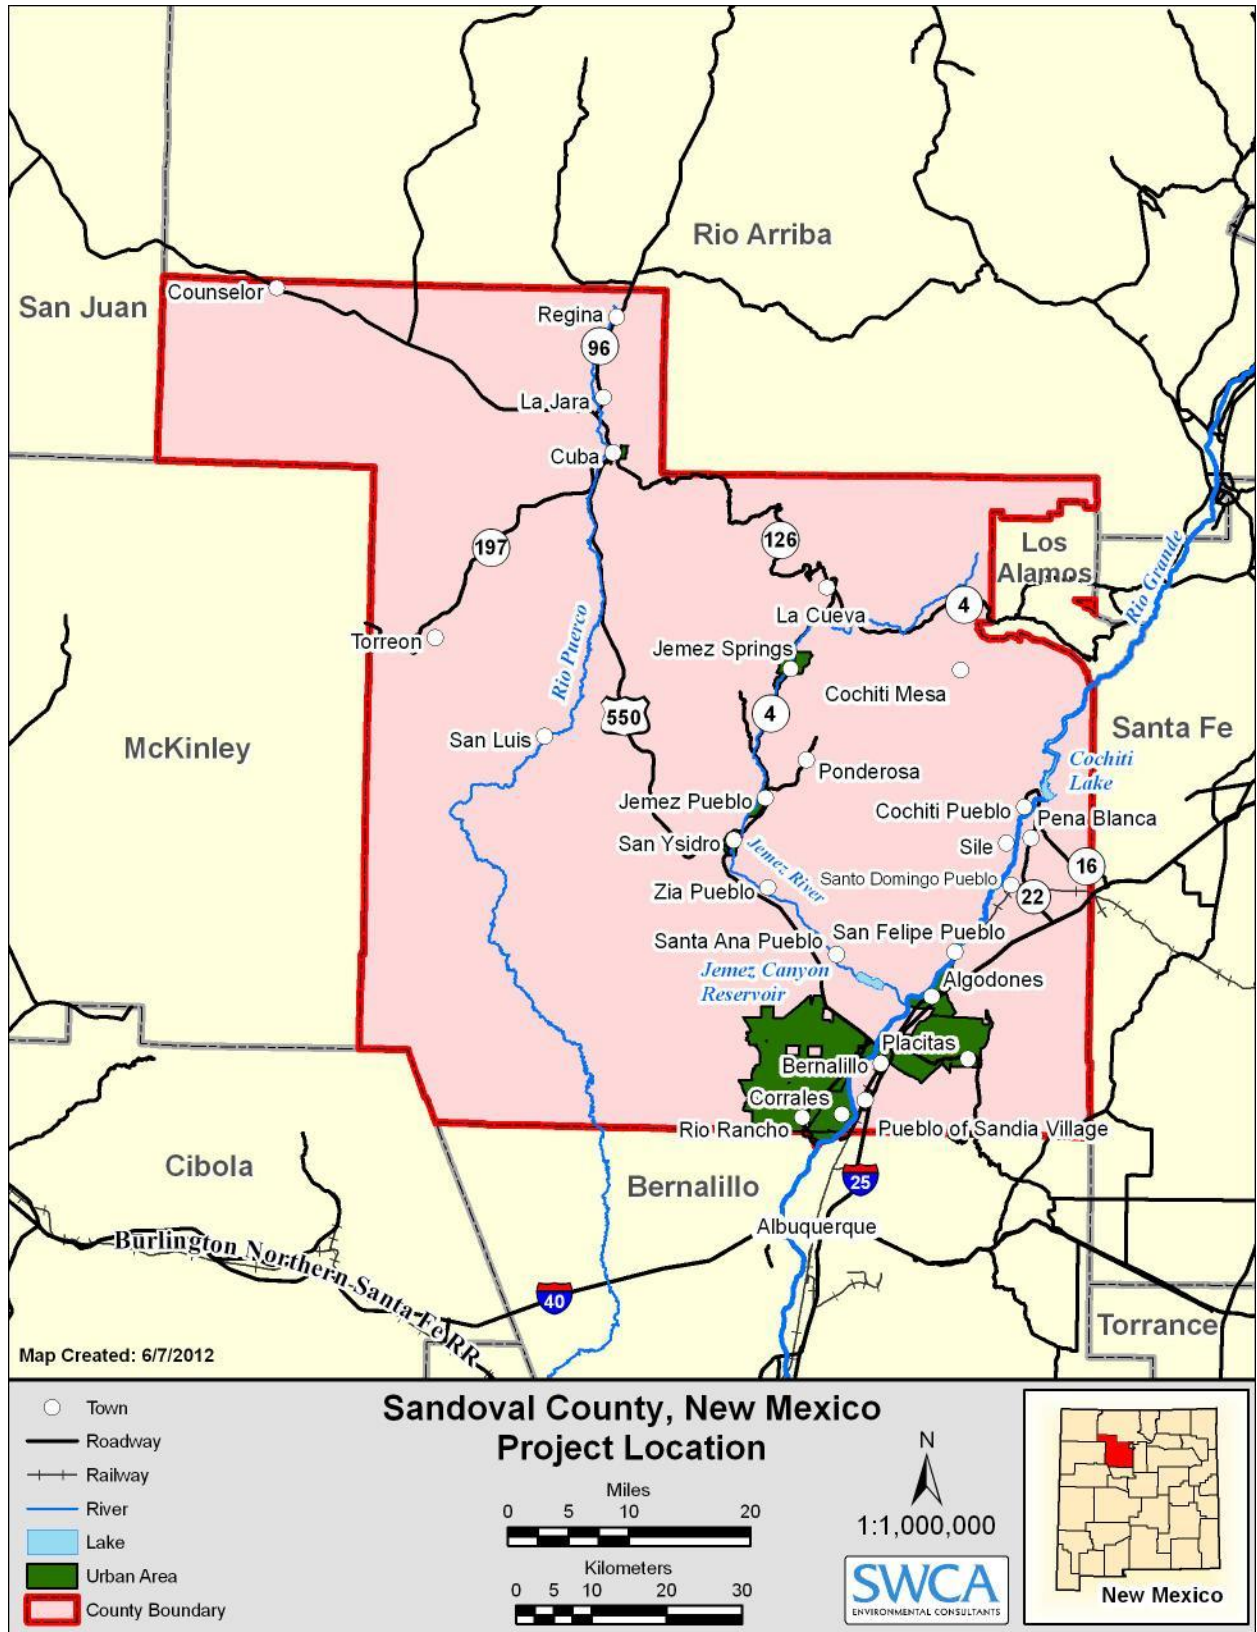 Rio Arriba
San Juan
Counselor
Regina
96
La Jara
Cuba
197
126
Los
Alamos
Rio Grande
4
La Cueva
Torreon
Rio Puerco
Jemez Springs
Cochiti Mesa
550
4
Santa Fe
McKinley
San Luis
Cochiti
Lake
Ponderosa
Jemez Pueblo
Cochiti Pueblo
Pena Blanca
San Ysidro
Jemez River
Sile
16
Santo Domingo Pueblo
Zia Pueblo
22
San Felipe Pueblo
Santa Ana Pueblo
Jemez Canyon
Reservoir
Algodones
Placitas
Bernalillo
Corrales
Rio Rancho
Pueblo of Sandia Village
Cibola
Bernalillo
25
Albuquerque
Burlington Northern Santa Fe RR
40
Torrance
Map Created: 6/7/2012
Town
Roadway
Railway
River
Lake
Urban Area
County Boundary
Sandoval County, New Mexico
Project Location
Miles
0 5 10 20
Kilometers
0 5 10 20 30
N
1:1,000,000
SWCA
ENVIRONMENTAL CONSULTANTS
New Mexico